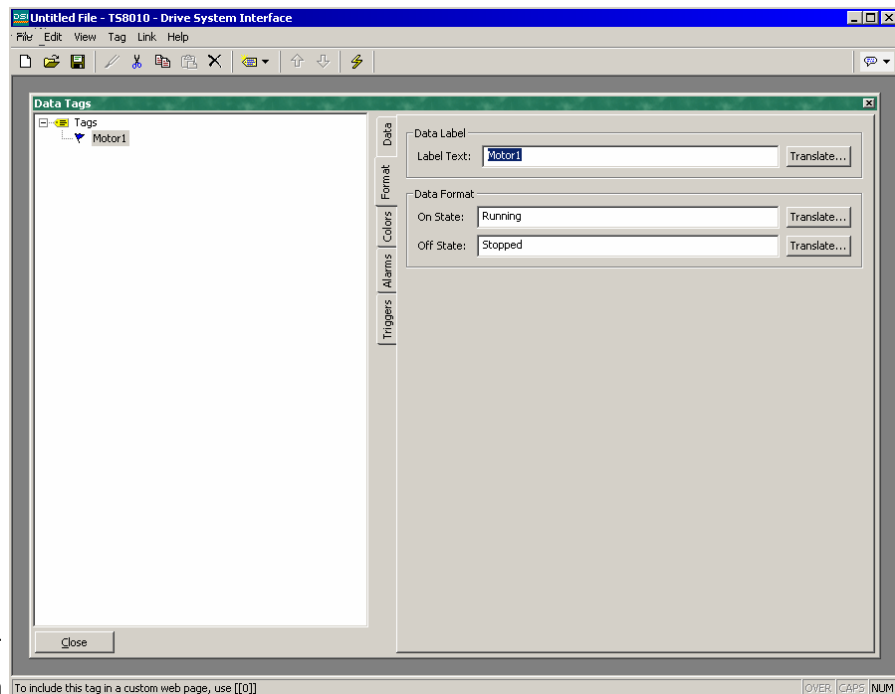 DSI Untitled File - TS8010 - Drive System Interface
File Edit View Tag Link Help
Data Tags
Tags
Motor1
Data
Format
Colors
Alarms
Triggers
Data Label
Label Text: Motor1 Translate...
Data Format
On State: Running Translate...
Off State: Stopped Translate...
Close
To include this tag in a custom web page, use [[0]] OVER CAPS NUM